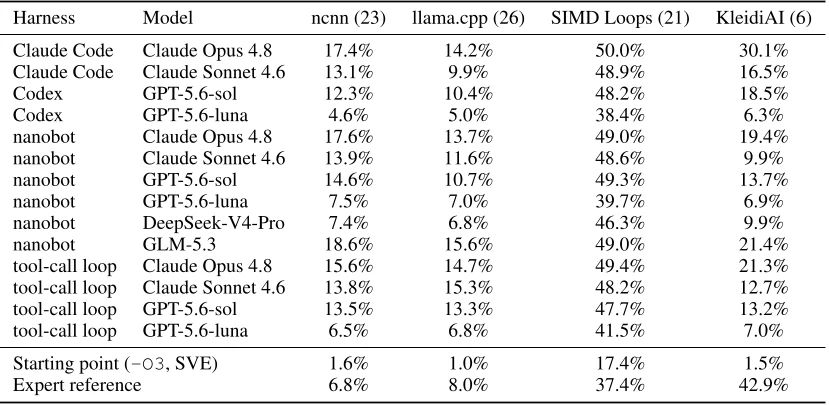 Harness Model ncnn (23) llama.cpp (26) SIMD Loops (21) KleidiAI (6)
Claude Code Claude Opus 4.8 17.4% 14.2% 50.0% 30.1%
Claude Code Claude Sonnet 4.6 13.1% 9.9% 48.9% 16.5%
Codex GPT-5.6-sol 12.3% 10.4% 48.2% 18.5%
Codex GPT-5.6-luna 4.6% 5.0% 38.4% 6.3%
nanobot Claude Opus 4.8 17.6% 13.7% 49.0% 19.4%
nanobot Claude Sonnet 4.6 13.9% 11.6% 48.6% 9.9%
nanobot GPT-5.6-sol 14.6% 10.7% 49.3% 13.7%
nanobot GPT-5.6-luna 7.5% 7.0% 39.7% 6.9%
nanobot DeepSeek-V4-Pro 7.4% 6.8% 46.3% 9.9%
nanobot GLM-5.3 18.6% 15.6% 49.0% 21.4%
tool-call loop Claude Opus 4.8 15.6% 14.7% 49.4% 21.3%
tool-call loop Claude Sonnet 4.6 13.8% 15.3% 48.2% 12.7%
tool-call loop GPT-5.6-sol 13.5% 13.3% 47.7% 13.2%
tool-call loop GPT-5.6-luna 6.5% 6.8% 41.5% 7.0%
Starting point (-O3, SVE) 1.6% 1.0% 17.4% 1.5%
Expert reference 6.8% 8.0% 37.4% 42.9%